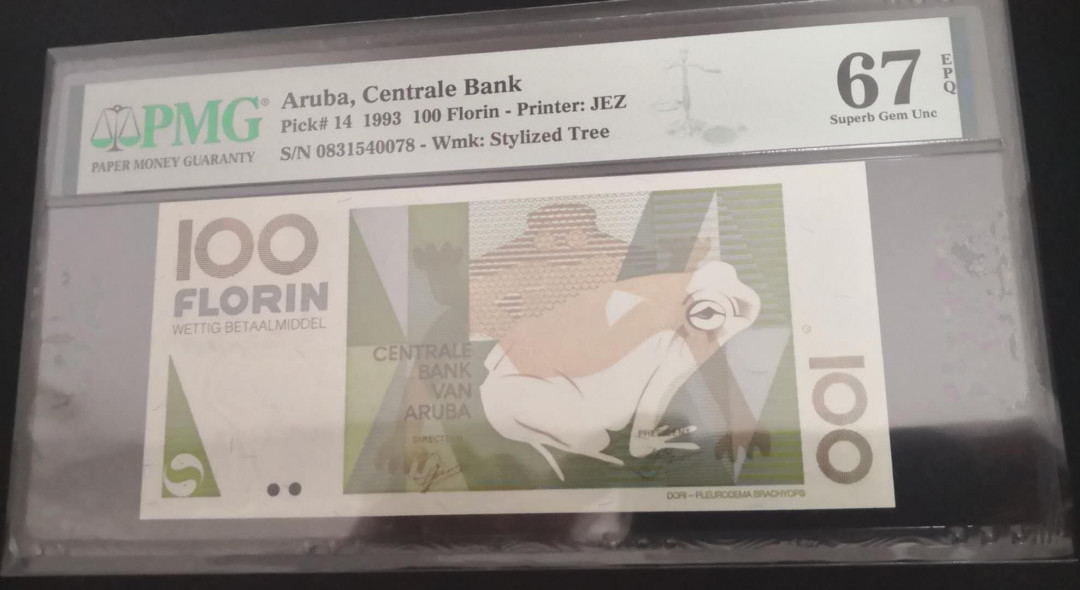 PMG®
PAPER MONEY GUARANTY
Aruba, Centrale Bank
Pick# 14 1993 100 Florin - Printer: JEZ
S/N 0831540078 - Wmk: Stylized Tree
67
EPQ
Superb Gem Unc
100
FLORIN
WETTIG BETAALMIDDEL
CENTRALE
BANK
VAN
ARUBA
PRESIDENT
100
DORI - PLEURODEMA BRACHYOPS